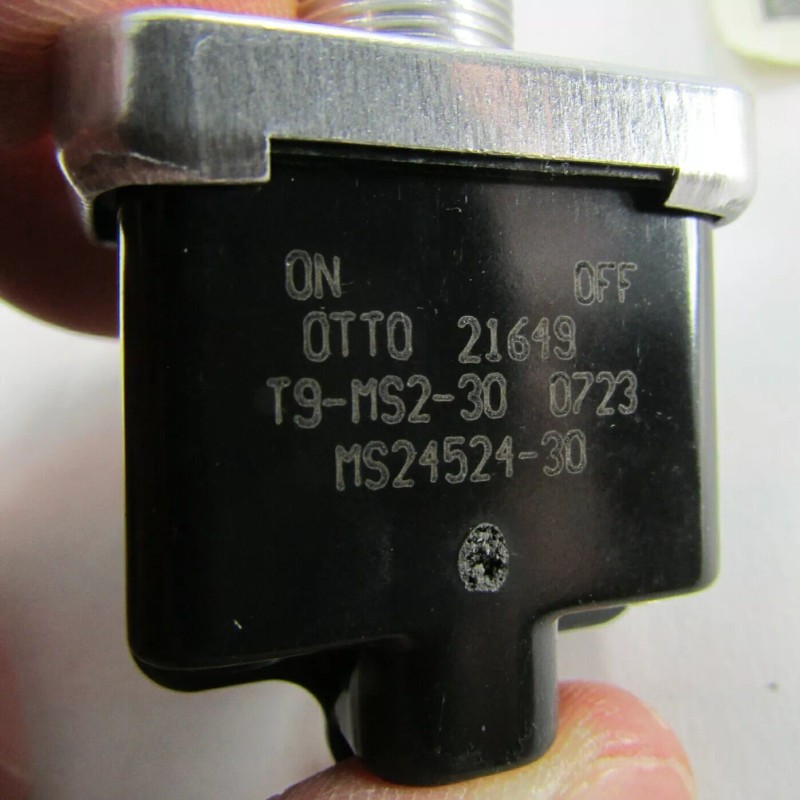 ON OFF
OTTO 21649
T9-MS2-30 0723
MS24524-30